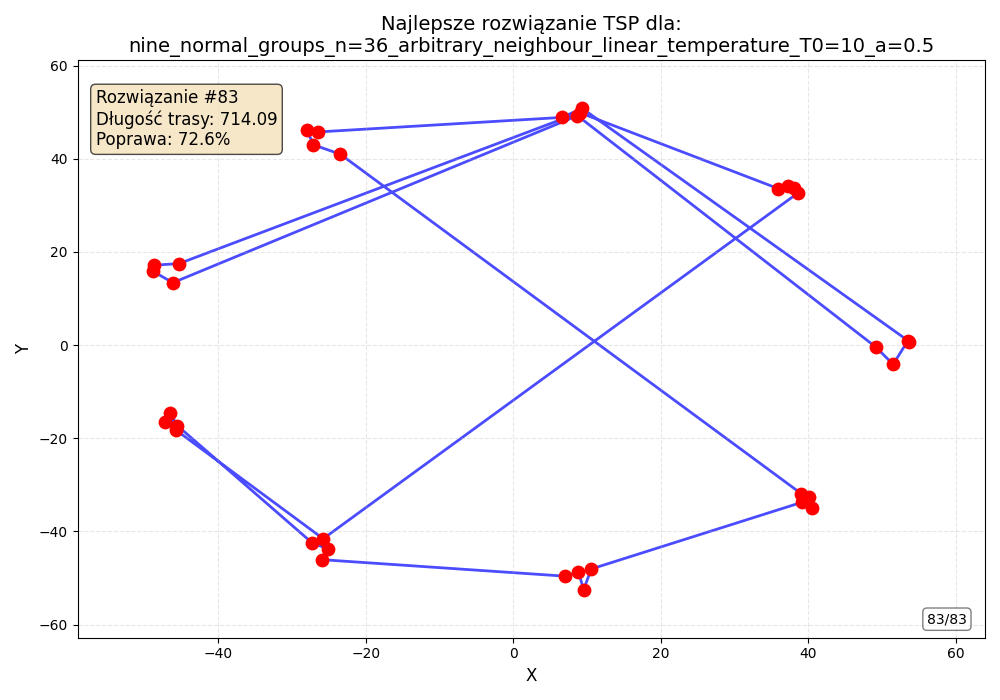 Najlepsze rozwiązanie TSP dla:
nine_normal_groups_n=36_arbitrary_neighbour_linear_temperature_T0=10_a=0.5
Rozwiązanie #83
Długość trasy: 714.09
Poprawa: 72.6%
60
40
20
0
−20
−40
−60
Y
83/83
−40
−20
0
20
40
60
X